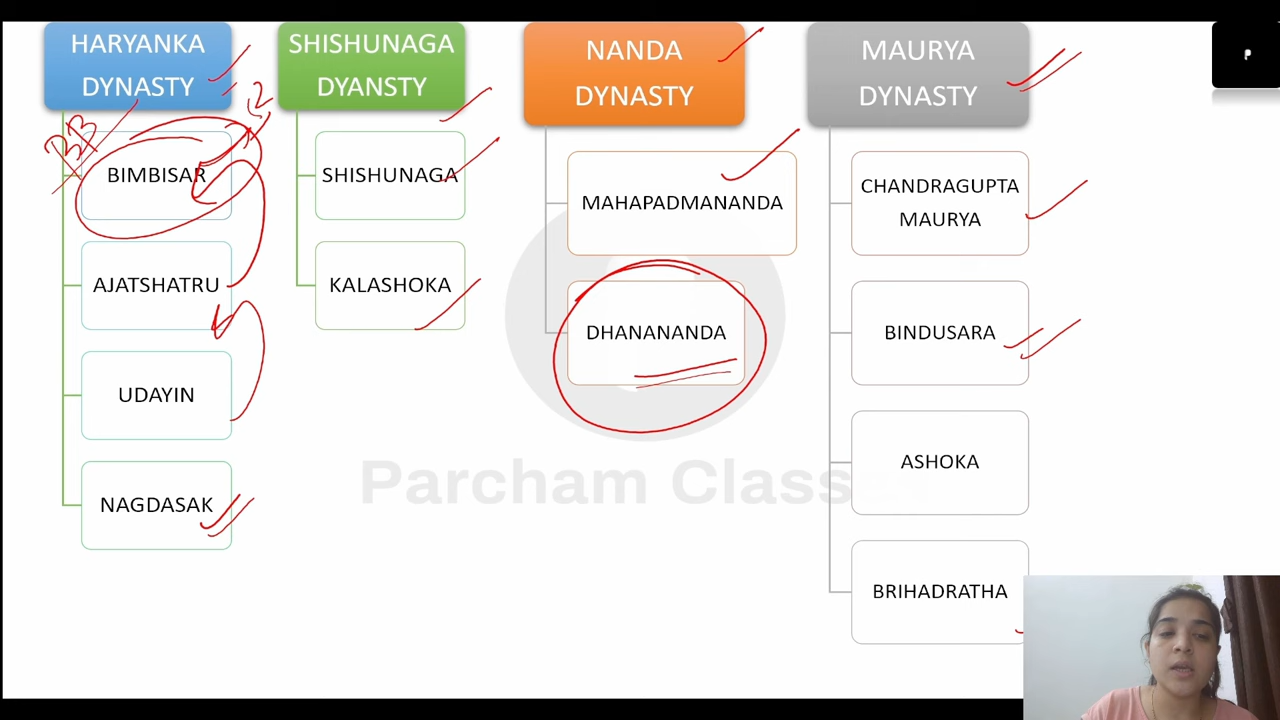 HARYANKA
DYNASTY
BIMBISAR
AJATSHATRU
UDAYIN
NAGDASAK
SHISHUNAGA
DYANSTY
SHISHUNAGA
KALASHOKA
NANDA
DYNASTY
MAHAPADMANANDA
DHANANANDA
MAURYA
DYNASTY
CHANDRAGUPTA
MAURYA
BINDUSARA
ASHOKA
BRIHADRATHA
Parcham Classes
P